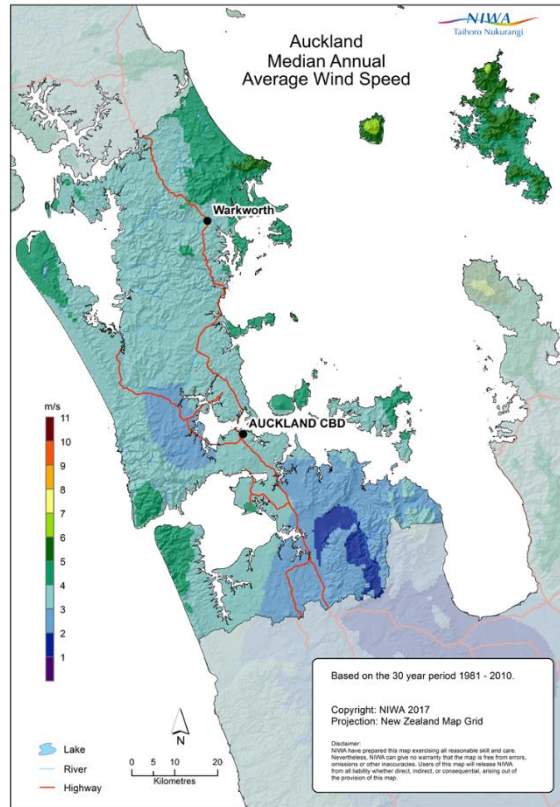 NIWA
Taihoro Nukurangi
Auckland
Median Annual
Average Wind Speed
Warkworth
AUCKLAND CBD
m/s
11
10
9
8
7
6
5
4
3
2
1
Based on the 30 year period 1981 - 2010.
Copyright: NIWA 2017
Projection: New Zealand Map Grid
Disclaimer:
NIWA have prepared this map exercising all reasonable skill and care.
Nevertheless, NIWA can give no warranty that the map is free from errors,
omissions or other inaccuracies. Users of this map will release NIWA
from all liability whether direct, indirect, or consequential, arising out
of the provision of this map.
N
Lake
River
Highway
20 10 0 20
Kilometres